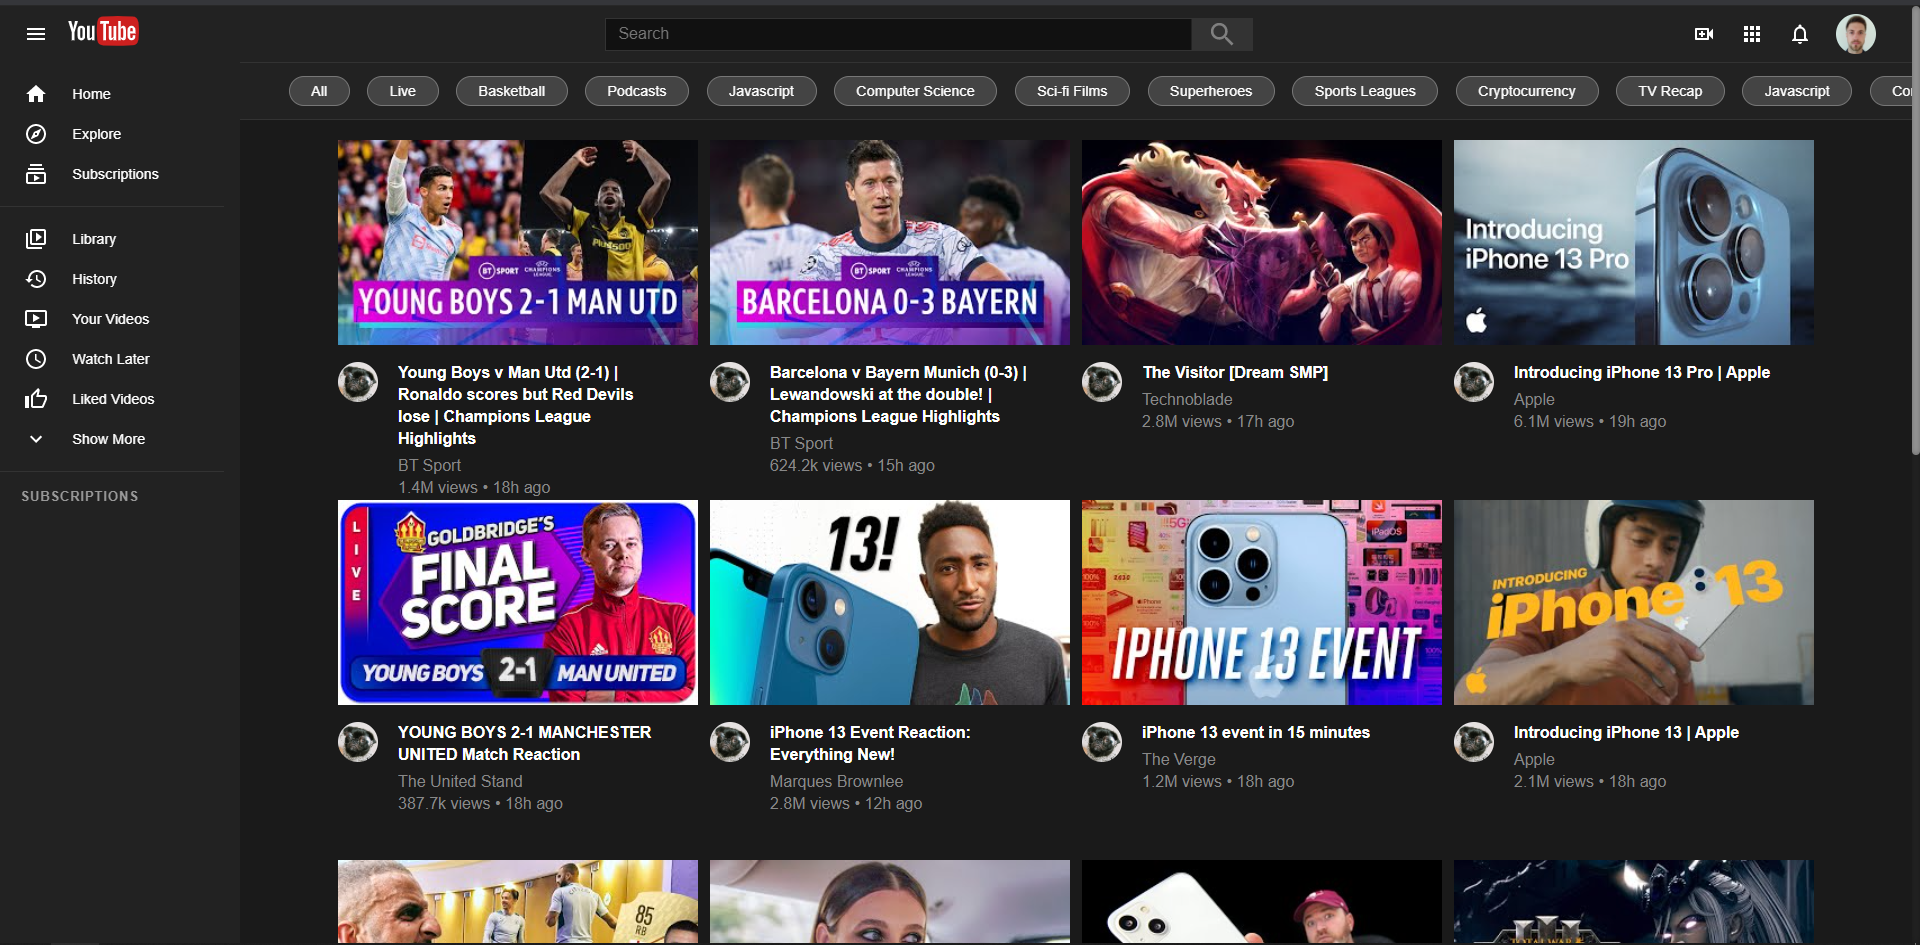 YouTube
Search
Home
Explore
Subscriptions
Library
History
Your Videos
Watch Later
Liked Videos
Show More
SUBSCRIPTIONS
All
Live
Basketball
Podcasts
Javascript
Computer Science
Sci-fi Films
Superheroes
Sports Leagues
Cryptocurrency
TV Recap
Javascript
BT SPORT CHAMPIONS LEAGUE
YOUNG BOYS 2-1 MAN UTD
Young Boys v Man Utd (2-1) |
Ronaldo scores but Red Devils
lose | Champions League
Highlights
BT Sport
1.4M views • 18h ago
BT SPORT CHAMPIONS LEAGUE
BARCELONA 0-3 BAYERN
Barcelona v Bayern Munich (0-3) |
Lewandowski at the double! |
Champions League Highlights
BT Sport
624.2k views • 15h ago
The Visitor [Dream SMP]
Technoblade
2.8M views • 17h ago
Introducing
iPhone 13 Pro
Introducing iPhone 13 Pro | Apple
Apple
6.1M views • 19h ago
LIVE
GOLDBRIDGE'S
FINAL
SCORE
YOUNG BOYS 2-1 MAN UNITED
YOUNG BOYS 2-1 MANCHESTER
UNITED Match Reaction
The United Stand
387.7k views • 18h ago
13!
iPhone 13 Event Reaction:
Everything New!
Marques Brownlee
2.8M views • 12h ago
5G
iPadOS
IPHONE 13 EVENT
iPhone 13 event in 15 minutes
The Verge
1.2M views • 18h ago
INTRODUCING
iPhone 13
Introducing iPhone 13 | Apple
Apple
2.1M views • 18h ago
85
RB